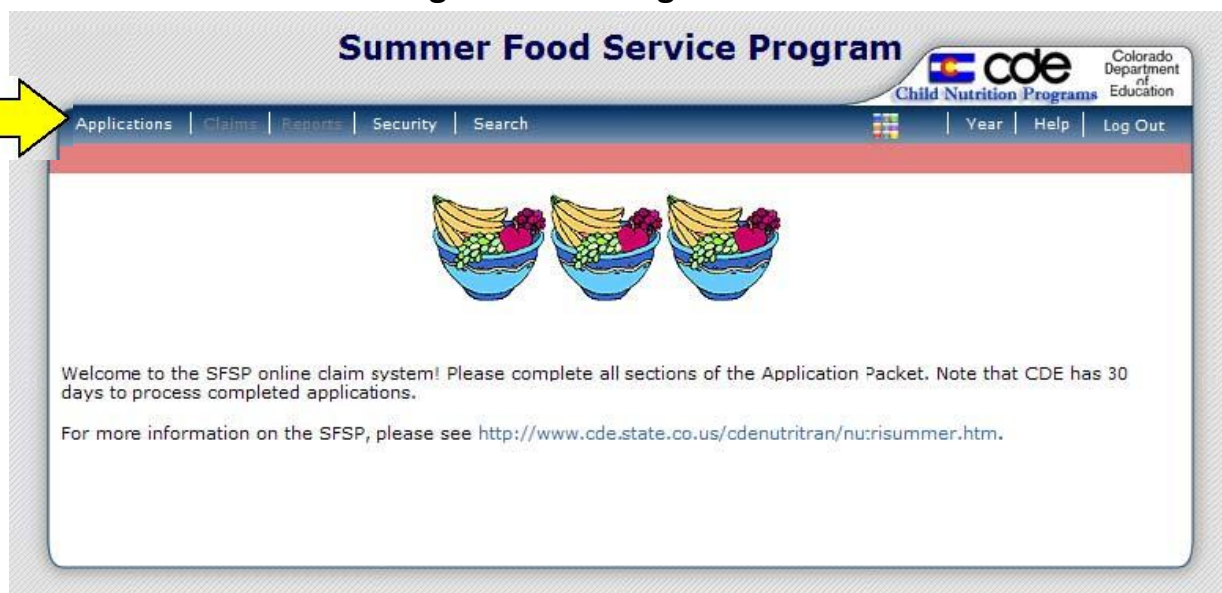 Summer Food Service Program
cde
Child Nutrition Programs
Colorado
Department
of
Education
Applications | Claims | Reports | Security | Search | Year | Help | Log Out
Welcome to the SFSP online claim system! Please complete all sections of the Application Packet. Note that CDE has 30
days to process completed applications.
For more information on the SFSP, please see http://www.cde.state.co.us/cdenutritran/nutrisummer.htm.